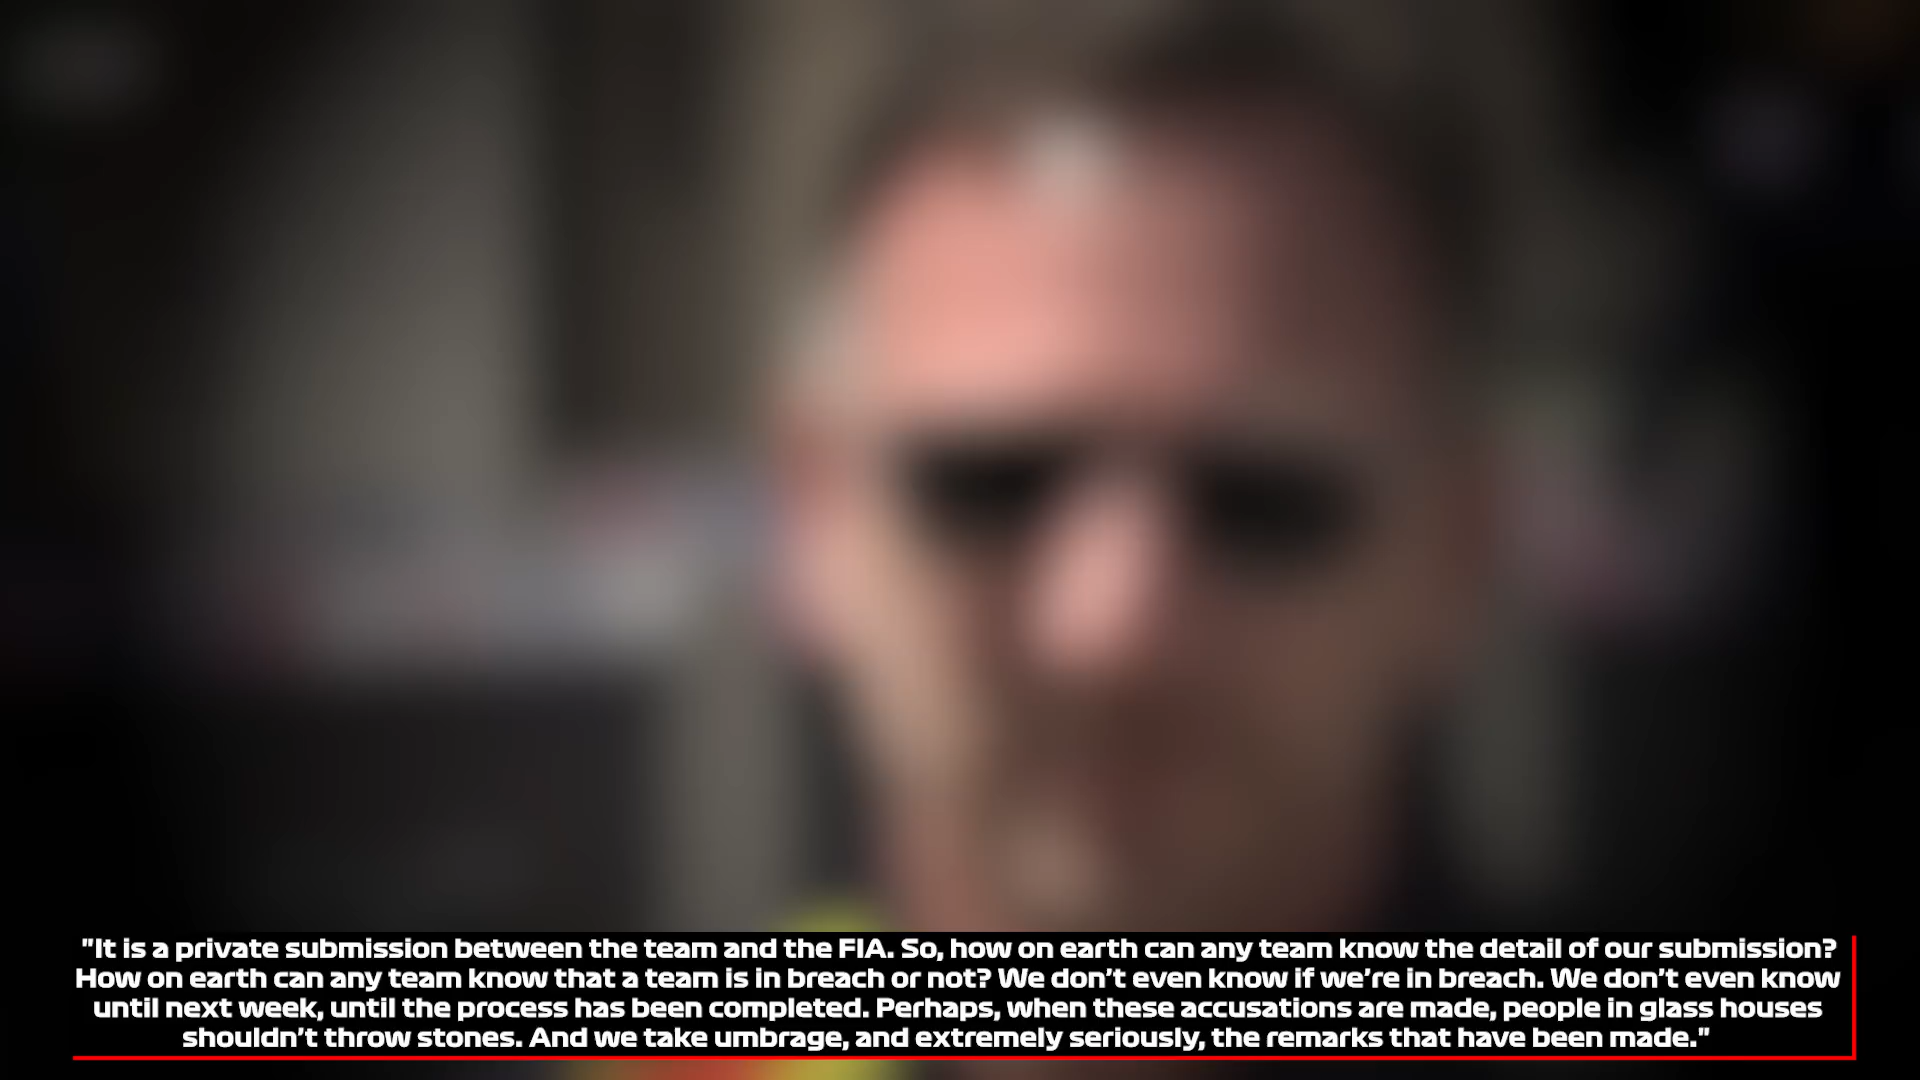 "It is a private submission between the team and the FIA. So, how on earth can any team know the detail of our submission?
How on earth can any team know that a team is in breach or not? We don't even know if we're in breach. We don't even know
until next week, until the process has been completed. Perhaps, when these accusations are made, people in glass houses
shouldn't throw stones. And we take umbrage, and extremely seriously, the remarks that have been made."